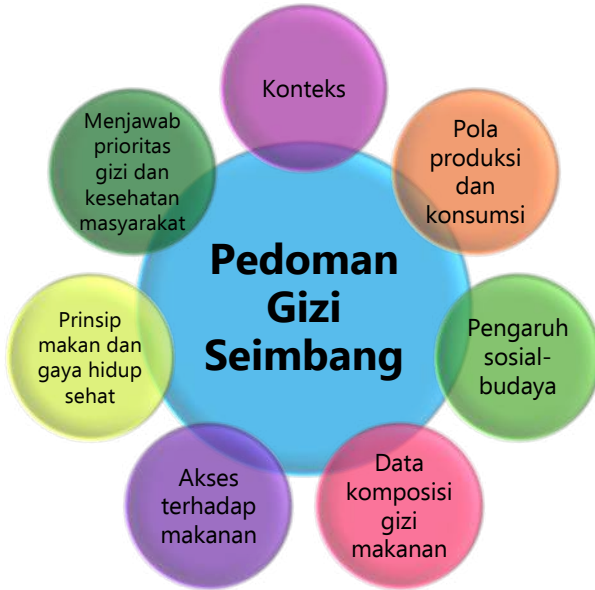 Konteks
Pola
produksi
dan
konsumsi
Pengaruh
sosial-
budaya
Data
komposisi
gizi
makanan
Akses
terhadap
makanan
Prinsip
makan dan
gaya hidup
sehat
Menjawab
prioritas
gizi dan
kesehatan
masyarakat
Pedoman
Gizi
Seimbang